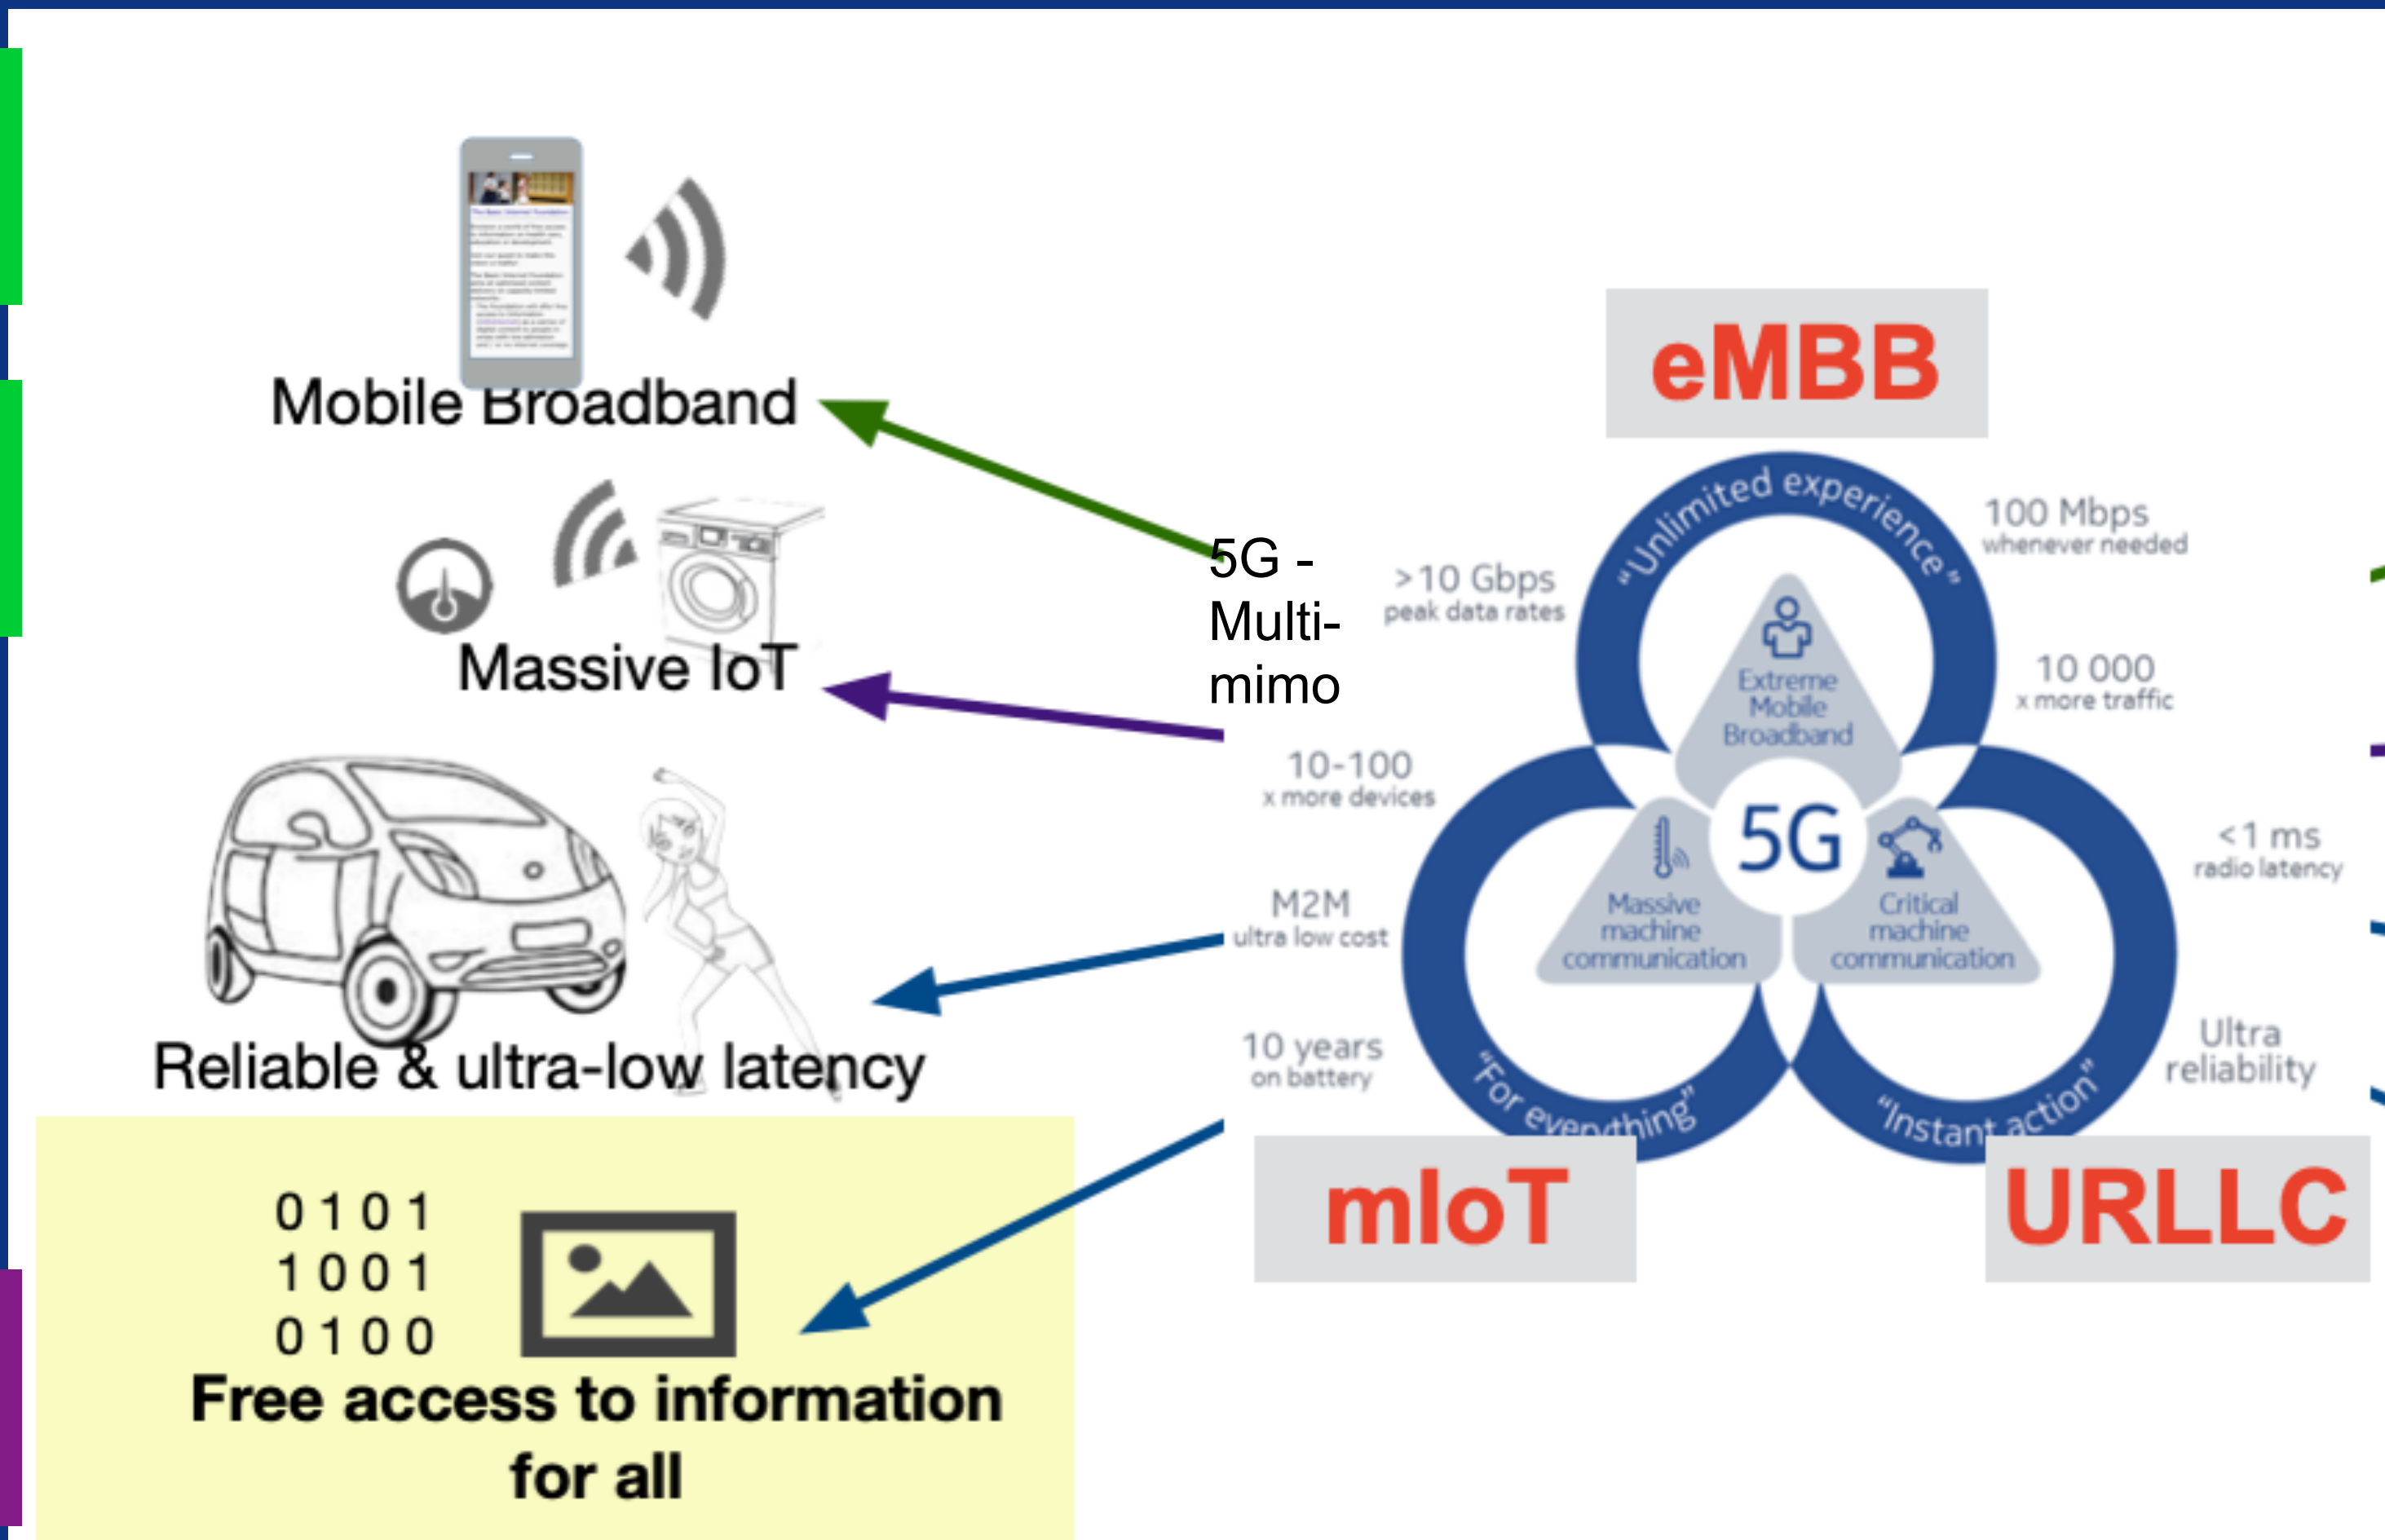 The Basic Internet Foundation
Mobile Broadband
Massive IoT
Reliable & ultra-low latency
0 1 0 1
1 0 0 1
0 1 0 0
Free access to information
for all
5G -
Multi-
mimo
eMBB
"Unlimited experience"
100 Mbps
whenever needed
>10 Gbps
peak data rates
10 000
x more traffic
Extreme
Mobile
Broadband
10-100
x more devices
5G
<1 ms
radio latency
M2M
ultra low cost
Massive
machine
communication
Critical
machine
communication
10 years
on battery
Ultra
reliability
"For everything"
"Instant action"
mIoT
URLLC